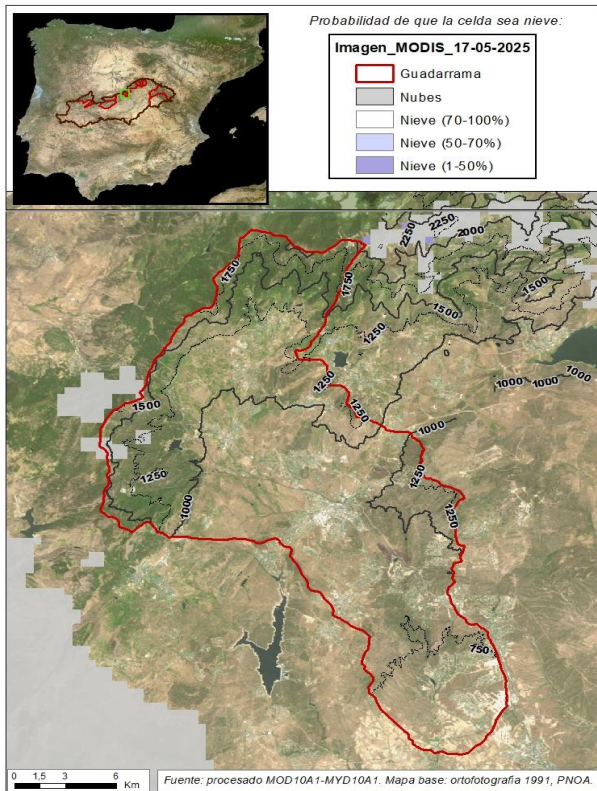 Probabilidad de que la celda sea nieve:
Imagen_MODIS_17-05-2025
Guadarrama
Nubes
Nieve (70-100%)
Nieve (50-70%)
Nieve (1-50%)
2250
2250
2000
1750
1750
1500
1500
1250
1250
1000
1000
1000
1250
1500
1250
1000
1250
1000
1250
1250
750
0 1,5 3 6
Km
Fuente: procesado MOD10A1-MYD10A1. Mapa base: ortofotografia 1991, PNOA.